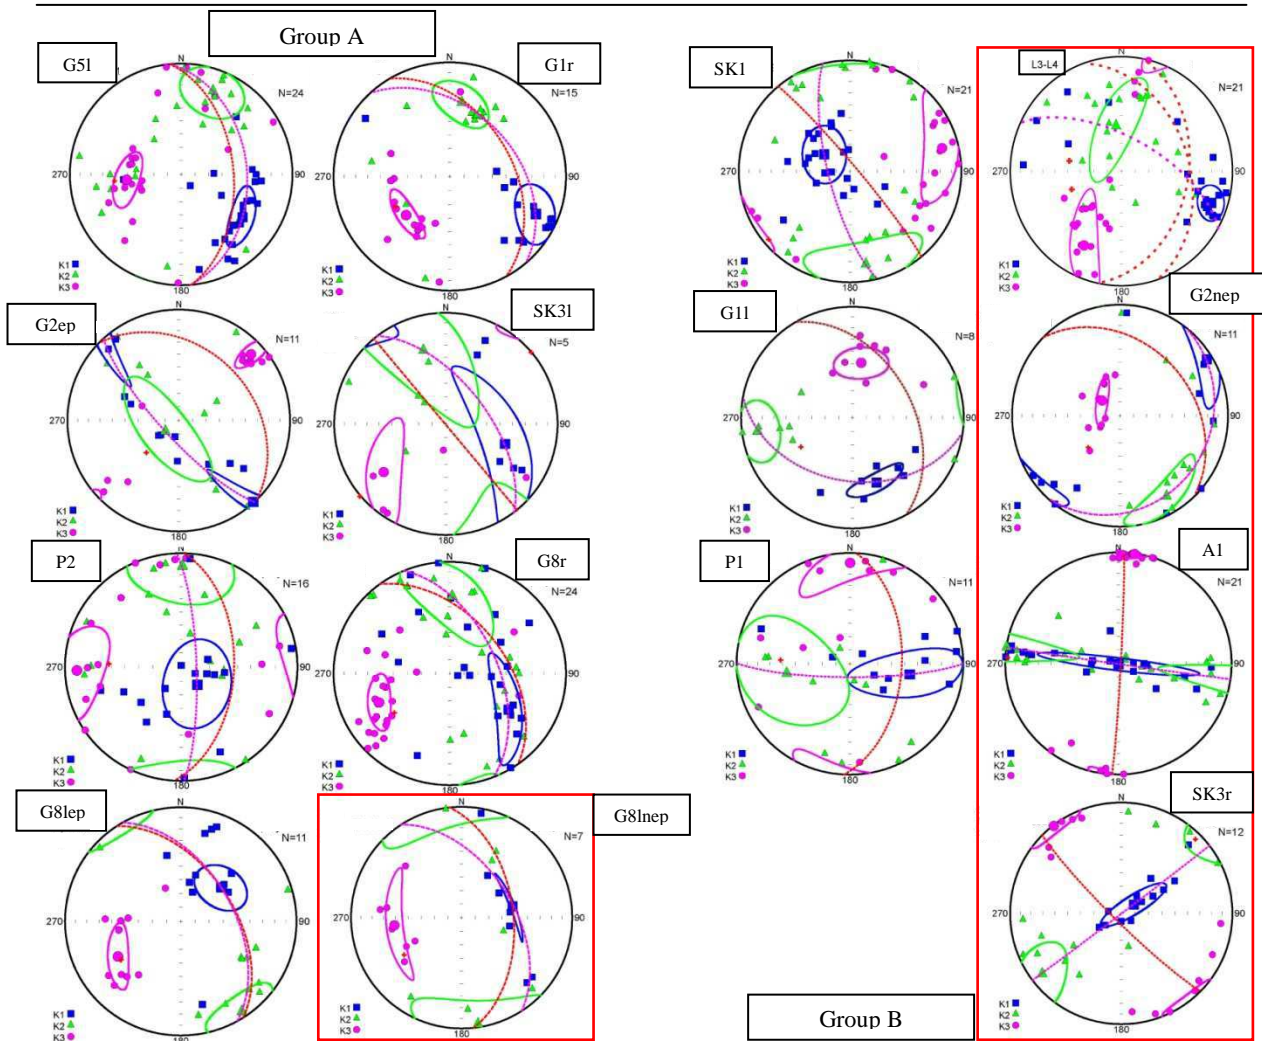 Group A
G5l
N
N=24
270
90
180
K1
K2
K3
G1r
N
N=15
270
90
180
K1
K2
K3
SK1
N
N=21
270
90
180
K1
K2
K3
L3-L4
N
N=21
270
90
180
K1
K2
K3
G2ep
N
N=11
270
90
180
K1
K2
K3
SK3l
N
N=5
270
90
180
K1
K2
K3
G1l
N
N=8
270
90
180
K1
K2
K3
G2nep
N
N=11
270
90
180
K1
K2
K3
P2
N
N=16
270
90
180
K1
K2
K3
G8r
N
N=24
270
90
180
K1
K2
K3
P1
N
N=11
270
90
180
K1
K2
K3
A1
N
N=21
270
90
180
K1
K2
K3
G8lep
N
N=11
270
90
180
K1
K2
K3
G8lnep
N
N=7
270
90
180
K1
K2
K3
SK3r
N
N=12
270
90
180
K1
K2
K3
Group B